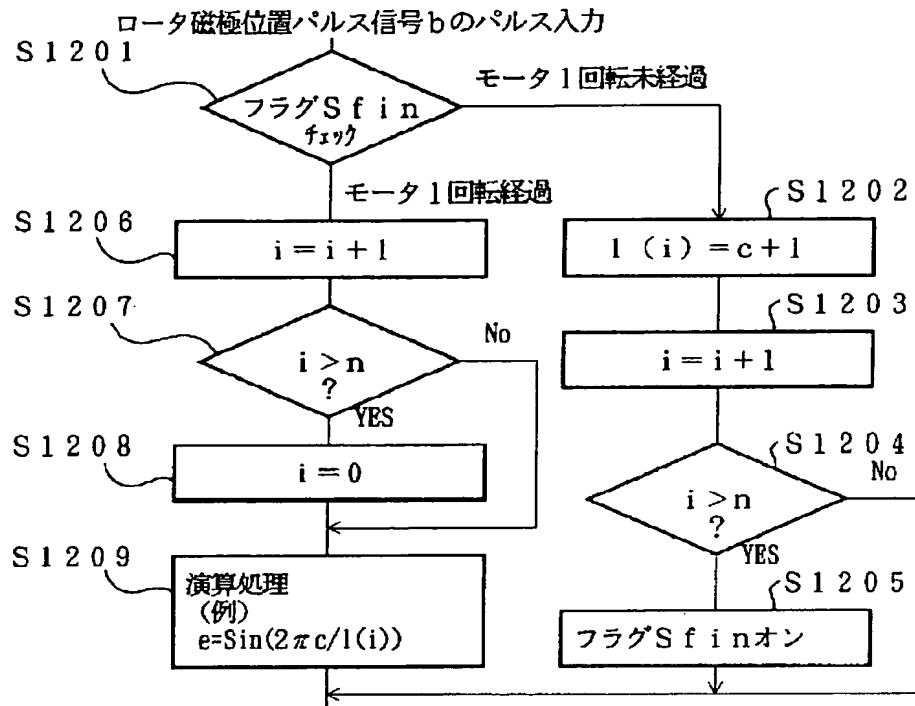 ロータ磁極位置パルス信号bのパルス入力
S1201
フラグSfin
チェック
モータ1回転未経過
モータ1回転経過
S1206
i=i+1
S1207
i>n
?
No
YES
S1208
i=0
S1209
演算処理
(例)
e=Sin(2πc/l(i))
S1202
l(i)=c+1
S1203
i=i+1
S1204
i>n
?
No
YES
S1205
フラグSfinオン